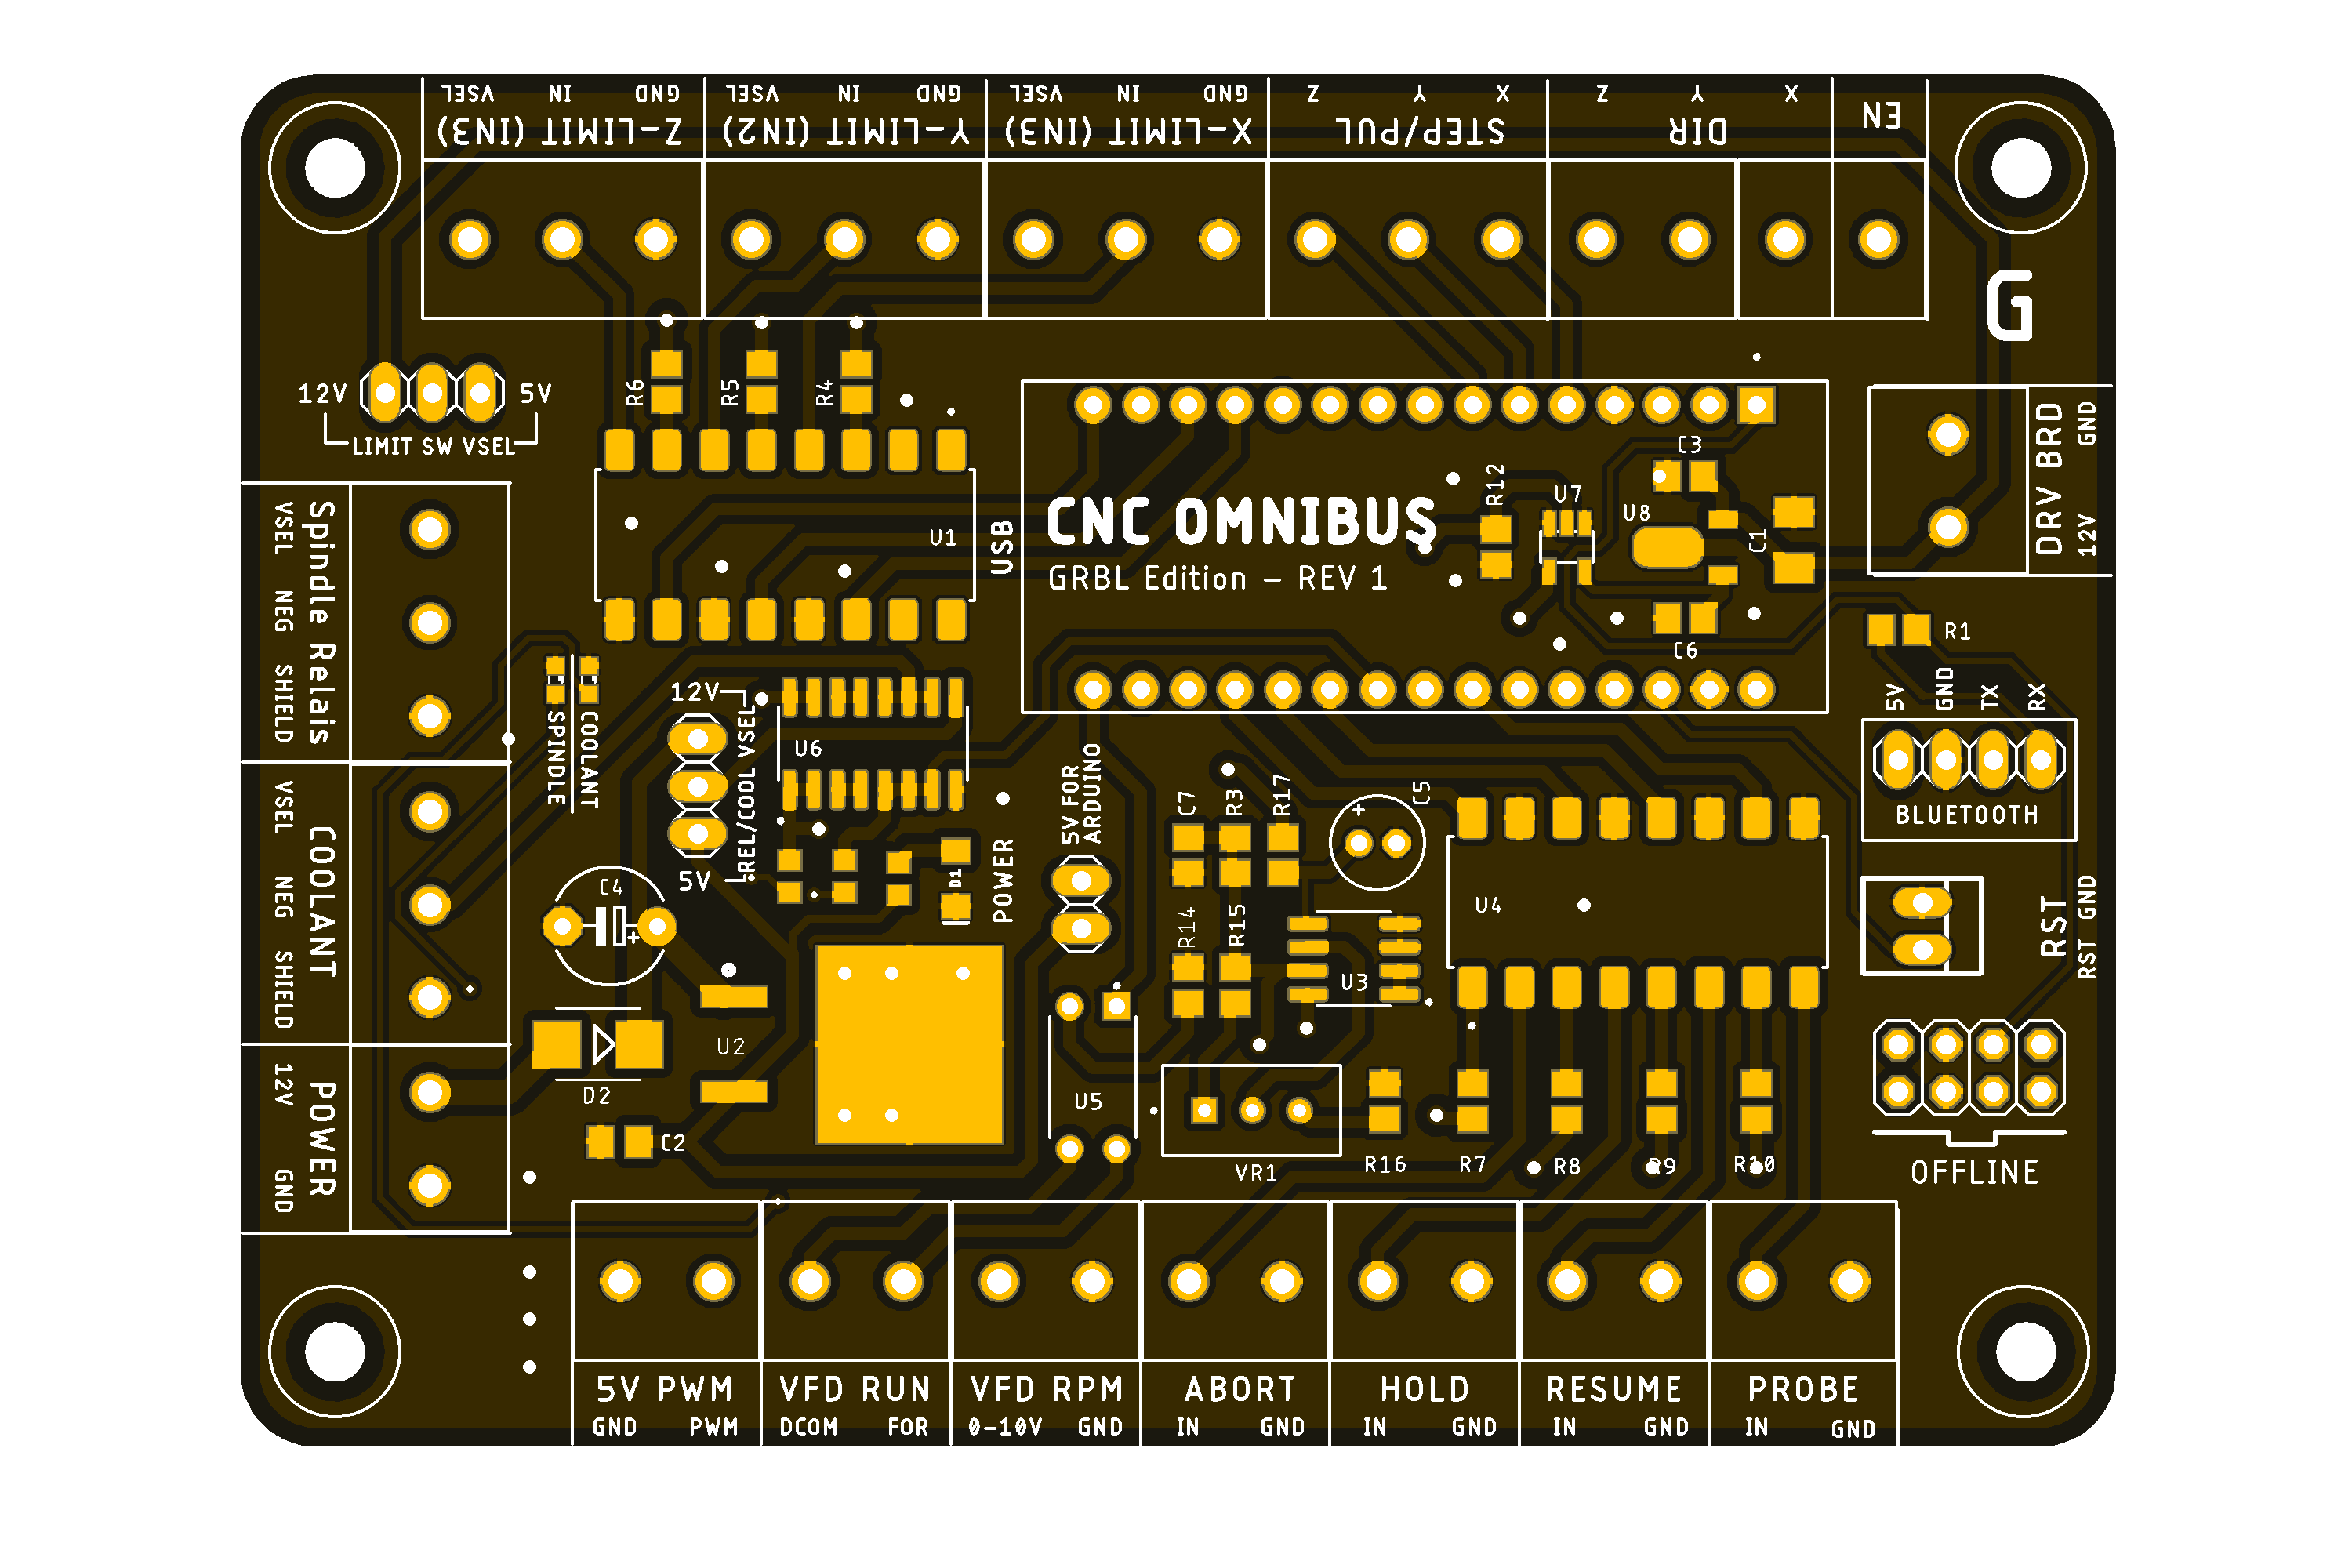 VSEL IN GND VSEL IN GND VSEL IN GND Z Y X Z Y X
Z-LIMIT (IN3) Y-LIMIT (IN2) X-LIMIT (IN3) STEP/PUL DIR EN
G
12V 5V
LIMIT SW VSEL
R6 R5 R4
Spindle Relais
VSEL NEG SHIELD
U1
USB
CNC OMNIBUS
GRBL Edition - REV 1
R12
U7
U8
C3
C1
C6
DRV BRD
12V GND
R1
5V GND TX RX
BLUETOOTH
SPINDLE
COOLANT
12V
REL/COOL VSEL
5V
U6
D1
POWER
5V FOR
ARDUINO
C7 R3 R17
C5
+
R14 R15
U3
U4
RST
RST GND
OFFLINE
COOLANT
VSEL NEG SHIELD
C4
+
D2
U2
C2
U5
VR1
R16 R7 R8 R9 R10
POWER
12V GND
5V PWM VFD RUN VFD RPM ABORT HOLD RESUME PROBE
GND PWM DCOM FOR 0-10V GND IN GND IN GND IN GND IN GND